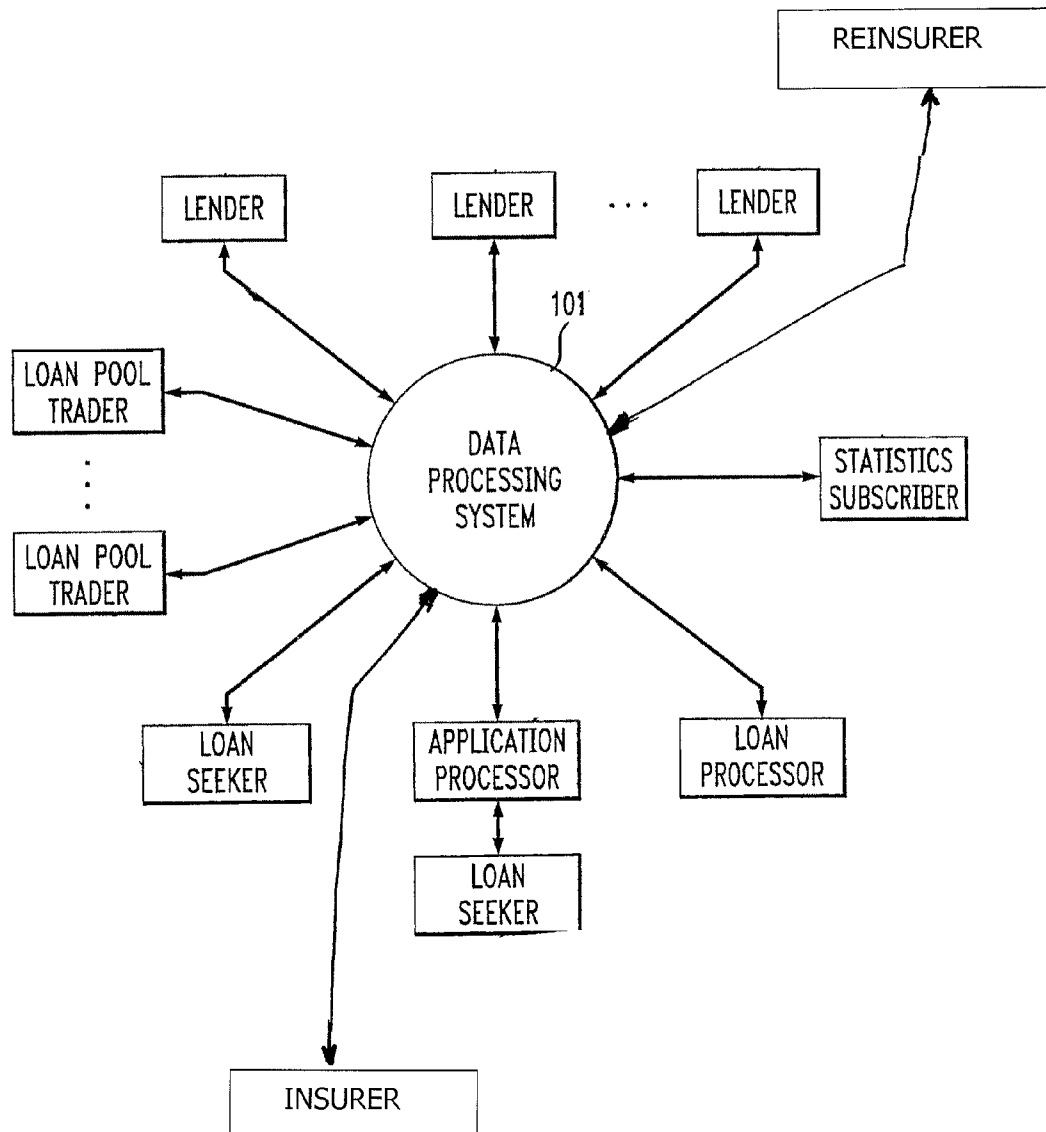 REINSURER
LENDER
LENDER
. . .
LENDER
101
LOAN POOL
TRADER
DATA
PROCESSING
SYSTEM
STATISTICS
SUBSCRIBER
LOAN POOL
TRADER
LOAN
SEEKER
APPLICATION
PROCESSOR
LOAN
PROCESSOR
LOAN
SEEKER
INSURER